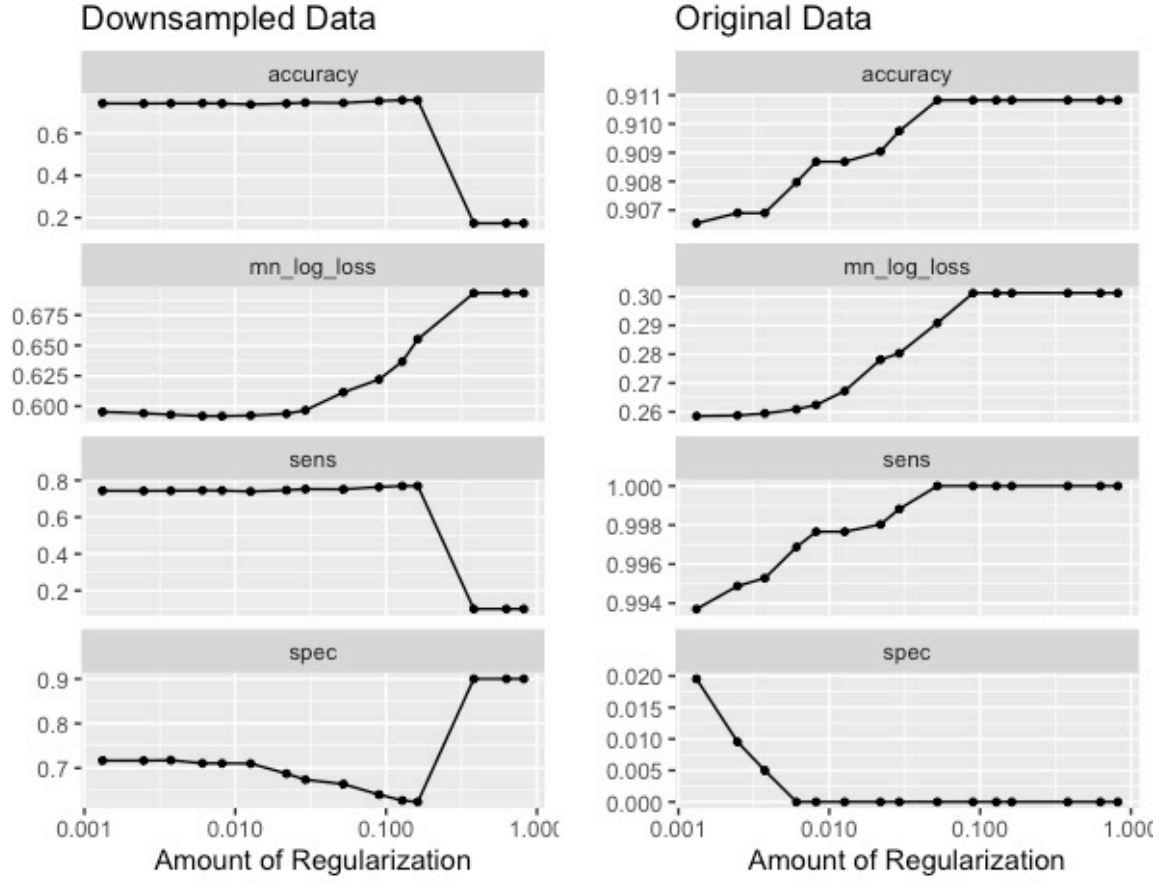 Downsampled Data
accuracy
0.6
0.4
0.2
mn_log_loss
0.675
0.650
0.625
0.600
sens
0.8
0.6
0.4
0.2
spec
0.9
0.8
0.7
0.001 0.010 0.100 1.000
Amount of Regularization
Original Data
accuracy
0.911
0.910
0.909
0.908
0.907
mn_log_loss
0.30
0.29
0.28
0.27
0.26
sens
1.000
0.998
0.996
0.994
spec
0.020
0.015
0.010
0.005
0.000
0.001 0.010 0.100 1.000
Amount of Regularization